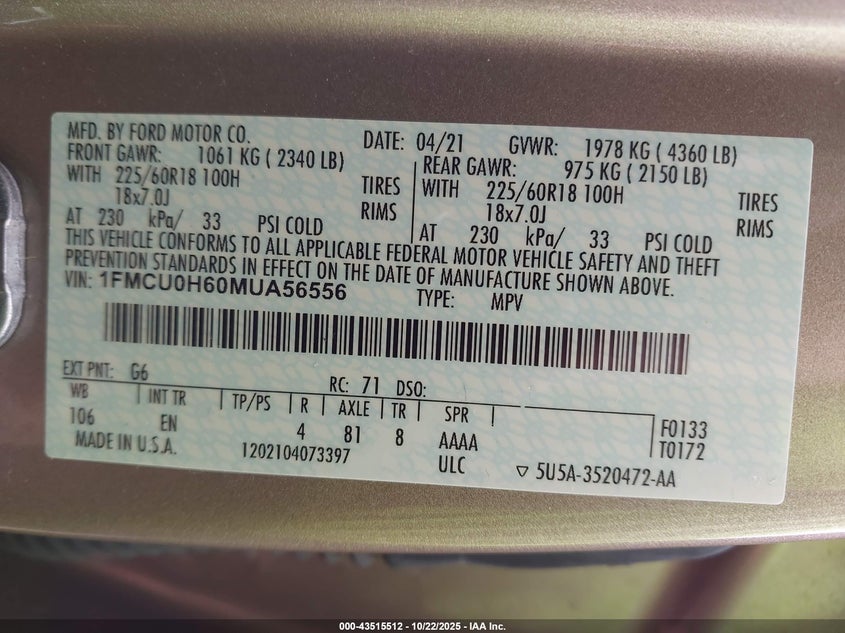 MFD. BY FORD MOTOR CO. DATE: 04/21 GVWR: 1978 KG ( 4360 LB)
FRONT GAWR: 1061 KG ( 2340 LB) REAR GAWR: 975 KG ( 2150 LB)
WITH 225/60R18 100H TIRES WITH 225/60R18 100H TIRES
18x7.0J RIMS 18x7.0J RIMS
AT 230 kPa/ 33 PSI COLD AT 230 kPa/ 33 PSI COLD
THIS VEHICLE CONFORMS TO ALL APPLICABLE FEDERAL MOTOR VEHICLE SAFETY AND THEFT
PREVENTION STANDARDS IN EFFECT ON THE DATE OF MANUFACTURE SHOWN ABOVE.
VIN: 1FMCU0H60MUA56556 TYPE: MPV
EXT PNT: G6 RC: 71 DSO:
WB | INT TR | TP/PS | R | AXLE | TR | SPR |
106 EN 4 81 8 AAAA F0133
MADE IN U.S.A. 1202104073397 ULC T0172
▽ 5U5A-3520472-AA
000-43515512 - 10/22/2025 - IAA Inc.